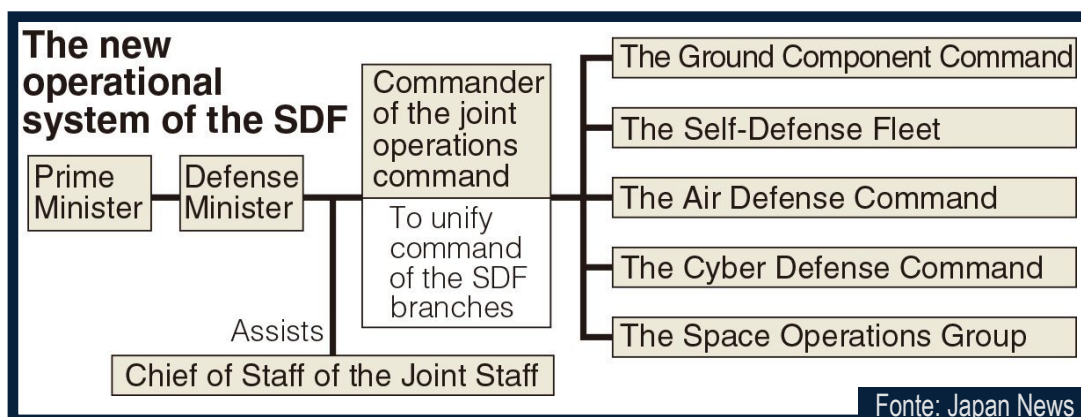 The new
operational
system of the SDF
Prime
Minister
Defense
Minister
Commander
of the joint
operations
command
To unify
command
of the SDF
branches
Assists
Chief of Staff of the Joint Staff
The Ground Component Command
The Self-Defense Fleet
The Air Defense Command
The Cyber Defense Command
The Space Operations Group
Fonte: Japan News